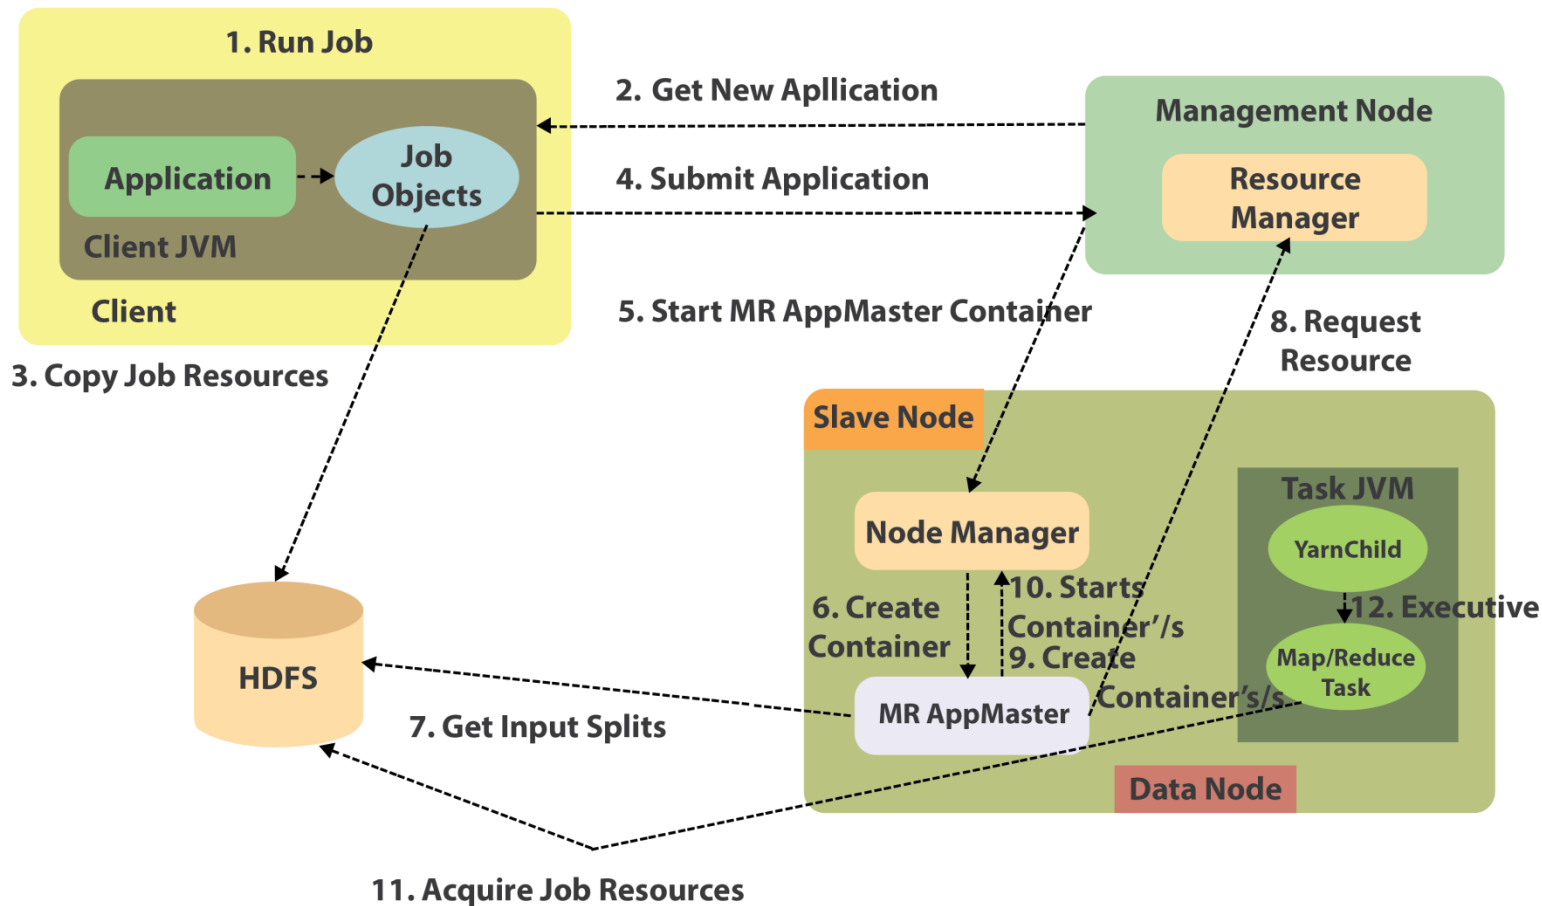 1. Run Job
2. Get New Apllication
Management Node
Application
Job
Objects
4. Submit Application
Resource
Manager
Client JVM
Client
5. Start MR AppMaster Container
8. Request
Resource
3. Copy Job Resources
Slave Node
Task JVM
Node Manager
YarnChild
6. Create
Container
10. Starts
Container'/s
9. Create
Container's/s
12. Executive
Map/Reduce
Task
HDFS
7. Get Input Splits
MR AppMaster
Data Node
11. Acquire Job Resources